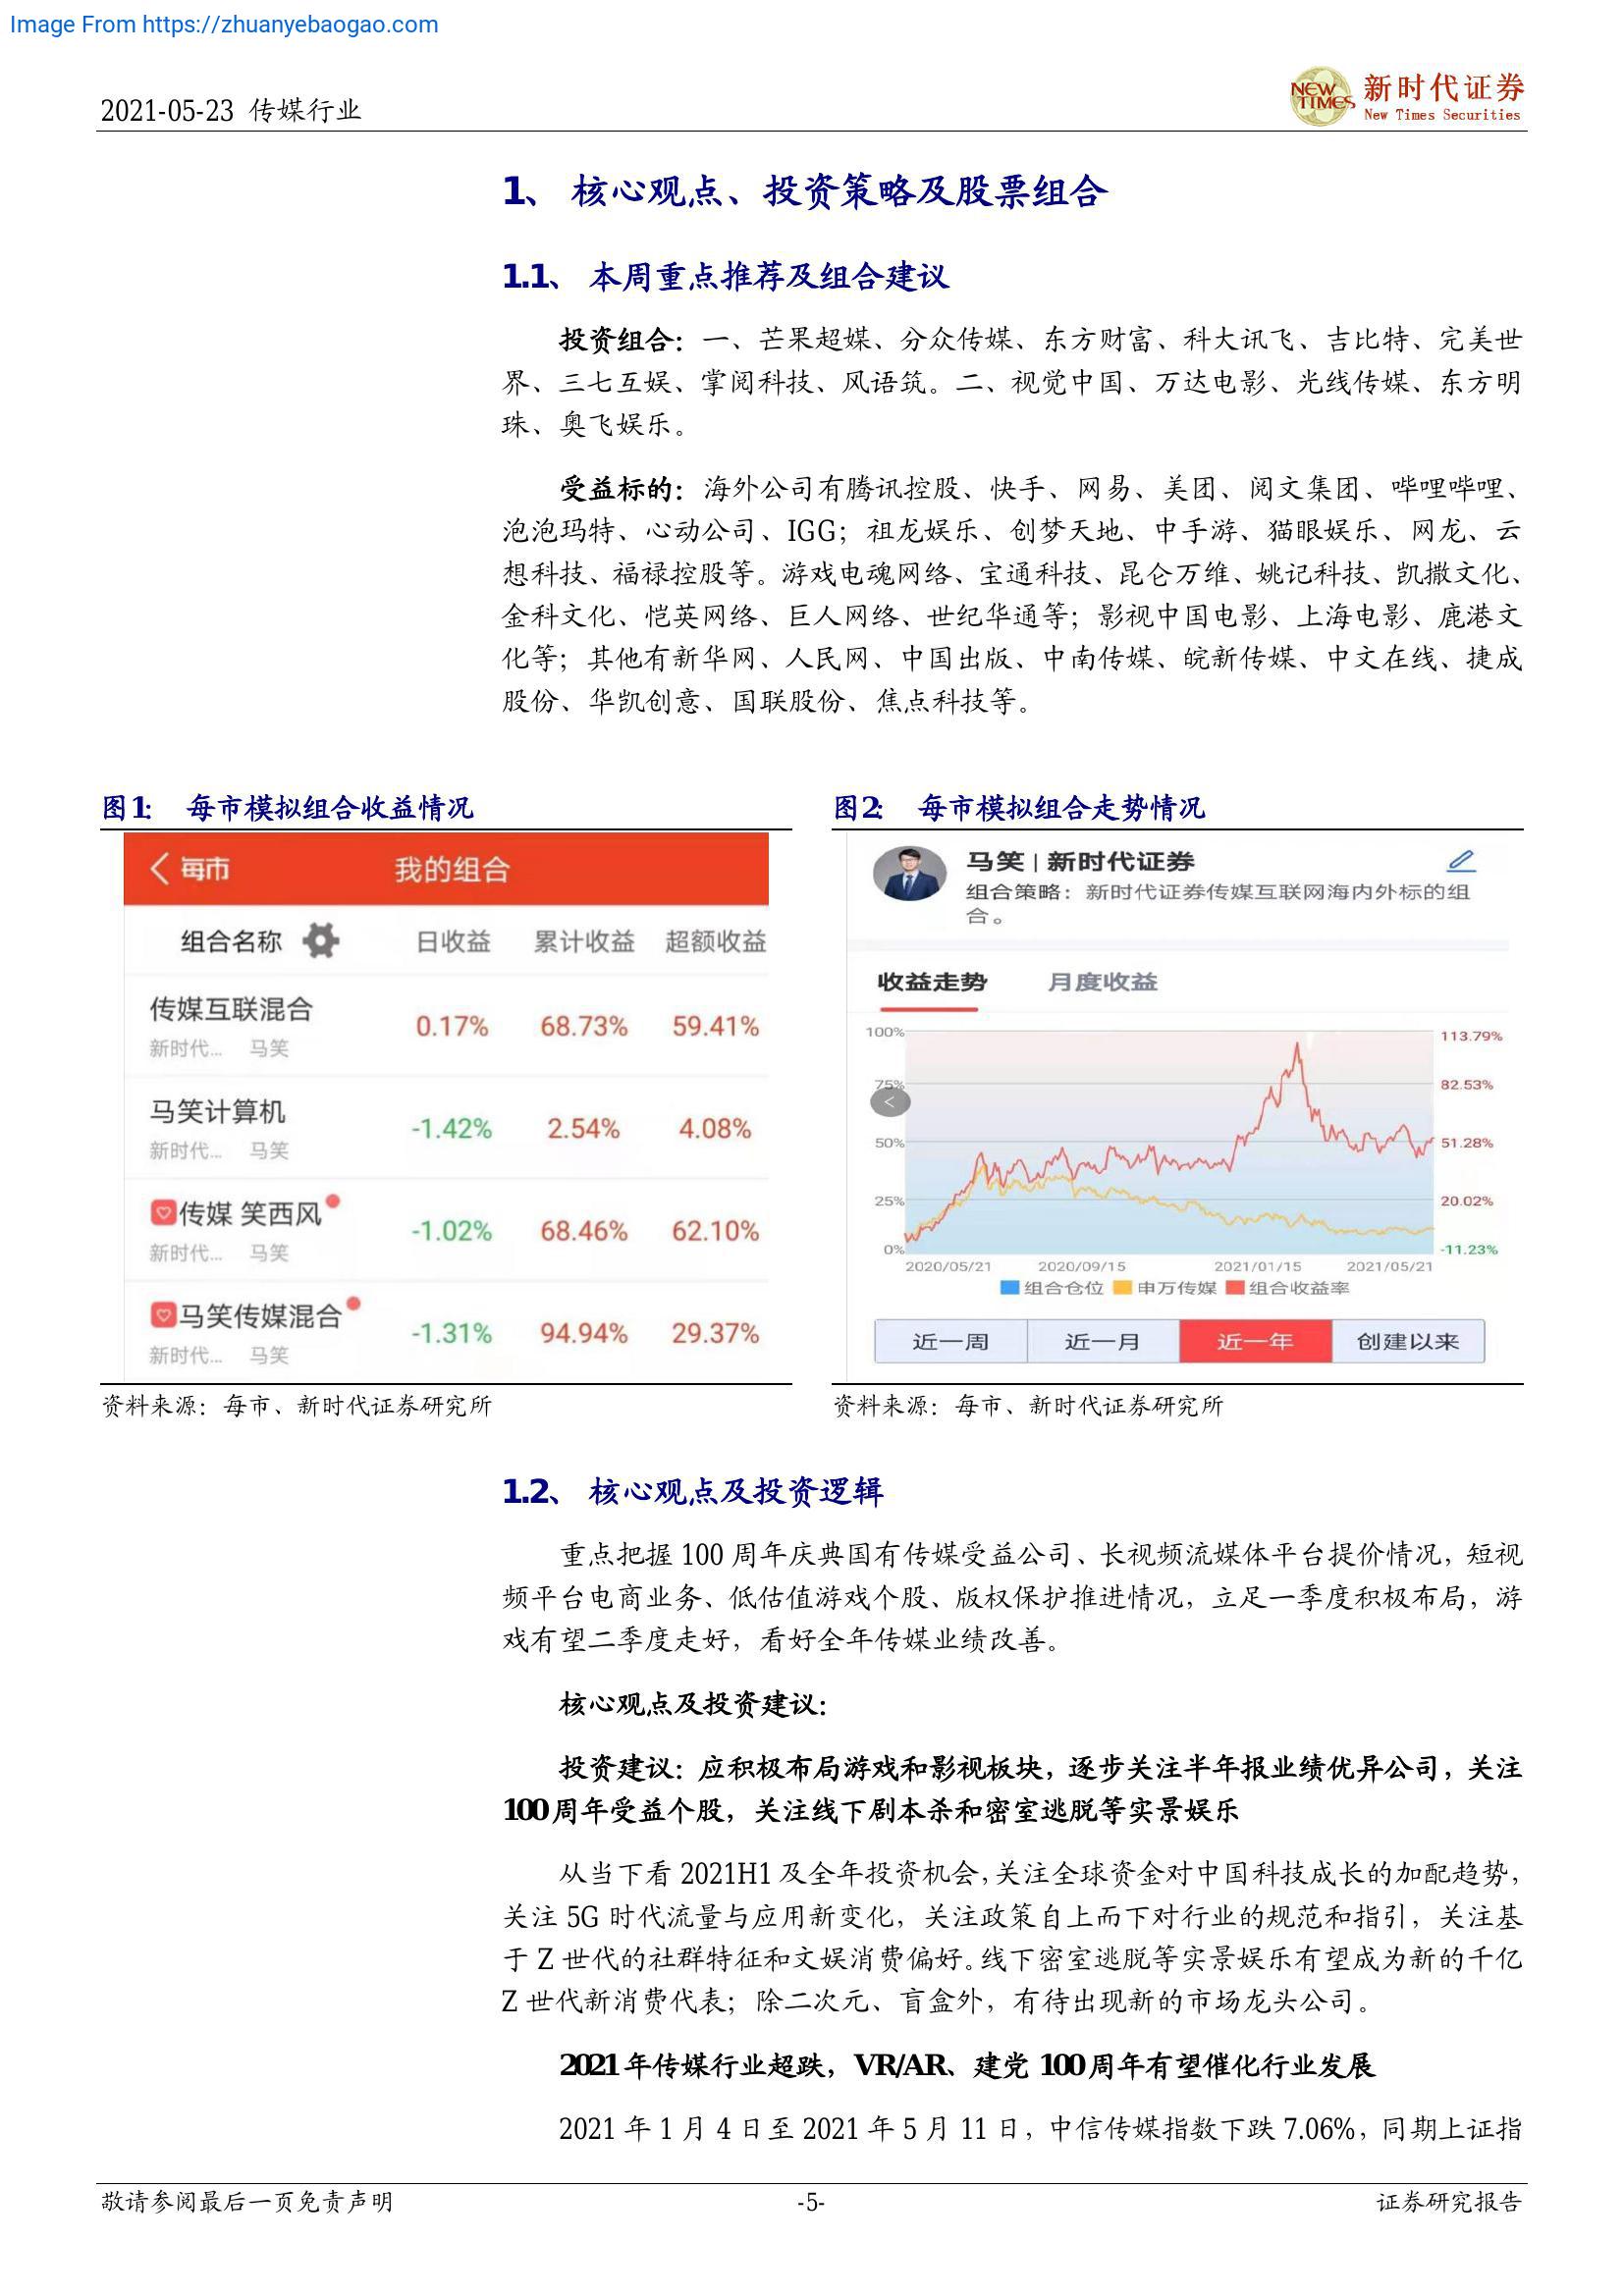 Image From https://zhuanyebaogao.com
2021-05-23 传媒行业
NEW TIMES
新时代证券
New Times Securities
1、 核心观点、投资策略及股票组合
1.1、 本周重点推荐及组合建议
投资组合：一、芒果超媒、分众传媒、东方财富、科大讯飞、吉比特、完美世
界、三七互娱、掌阅科技、风语筑。二、视觉中国、万达电影、光线传媒、东方明
珠、奥飞娱乐。
受益标的：海外公司有腾讯控股、快手、网易、美团、阅文集团、哔哩哔哩、
泡泡玛特、心动公司、IGG；祖龙娱乐、创梦天地、中手游、猫眼娱乐、网龙、云
想科技、福禄控股等。游戏电魂网络、宝通科技、昆仑万维、姚记科技、凯撒文化、
金科文化、恺英网络、巨人网络、世纪华通等；影视中国电影、上海电影、鹿港文
化等；其他有新华网、人民网、中国出版、中南传媒、皖新传媒、中文在线、捷成
股份、华凯创意、国联股份、焦点科技等。
图1： 每市模拟组合收益情况
每市 我的组合
组合名称 日收益 累计收益 超额收益
传媒互联混合 0.17% 68.73% 59.41%
新时代... 马笑
马笑计算机 -1.42% 2.54% 4.08%
新时代... 马笑
传媒 笑西风 -1.02% 68.46% 62.10%
新时代... 马笑
马笑传媒混合 -1.31% 94.94% 29.37%
新时代... 马笑
资料来源：每市、新时代证券研究所
图2： 每市模拟组合走势情况
马笑 | 新时代证券
组合策略：新时代证券传媒互联网海内外标的组
合。
收益走势 月度收益
100% 113.79%
75% 82.53%
50% 51.28%
25% 20.02%
0% -11.23%
2020/05/21 2020/09/15 2021/01/15 2021/05/21
组合仓位 申万传媒 组合收益率
近一周 近一月 近一年 创建以来
资料来源：每市、新时代证券研究所
1.2、 核心观点及投资逻辑
重点把握 100 周年庆典国有传媒受益公司、长视频流媒体平台提价情况，短视
频平台电商业务、低估值游戏个股、版权保护推进情况，立足一季度积极布局，游
戏有望二季度走好，看好全年传媒业绩改善。
核心观点及投资建议：
投资建议：应积极布局游戏和影视板块，逐步关注半年报业绩优异公司，关注
100周年受益个股，关注线下剧本杀和密室逃脱等实景娱乐
从当下看 2021H1 及全年投资机会，关注全球资金对中国科技成长的加配趋势，
关注 5G 时代流量与应用新变化，关注政策自上而下对行业的规范和指引，关注基
于 Z 世代的社群特征和文娱消费偏好。线下密室逃脱等实景娱乐有望成为新的千亿
Z 世代新消费代表；除二次元、盲盒外，有待出现新的市场龙头公司。
2021年传媒行业超跌，VR/AR、建党 100周年有望催化行业发展
2021 年 1 月 4 日至 2021 年 5 月 11 日，中信传媒指数下跌 7.06%，同期上证指
敬请参阅最后一页免责声明 -5- 证券研究报告